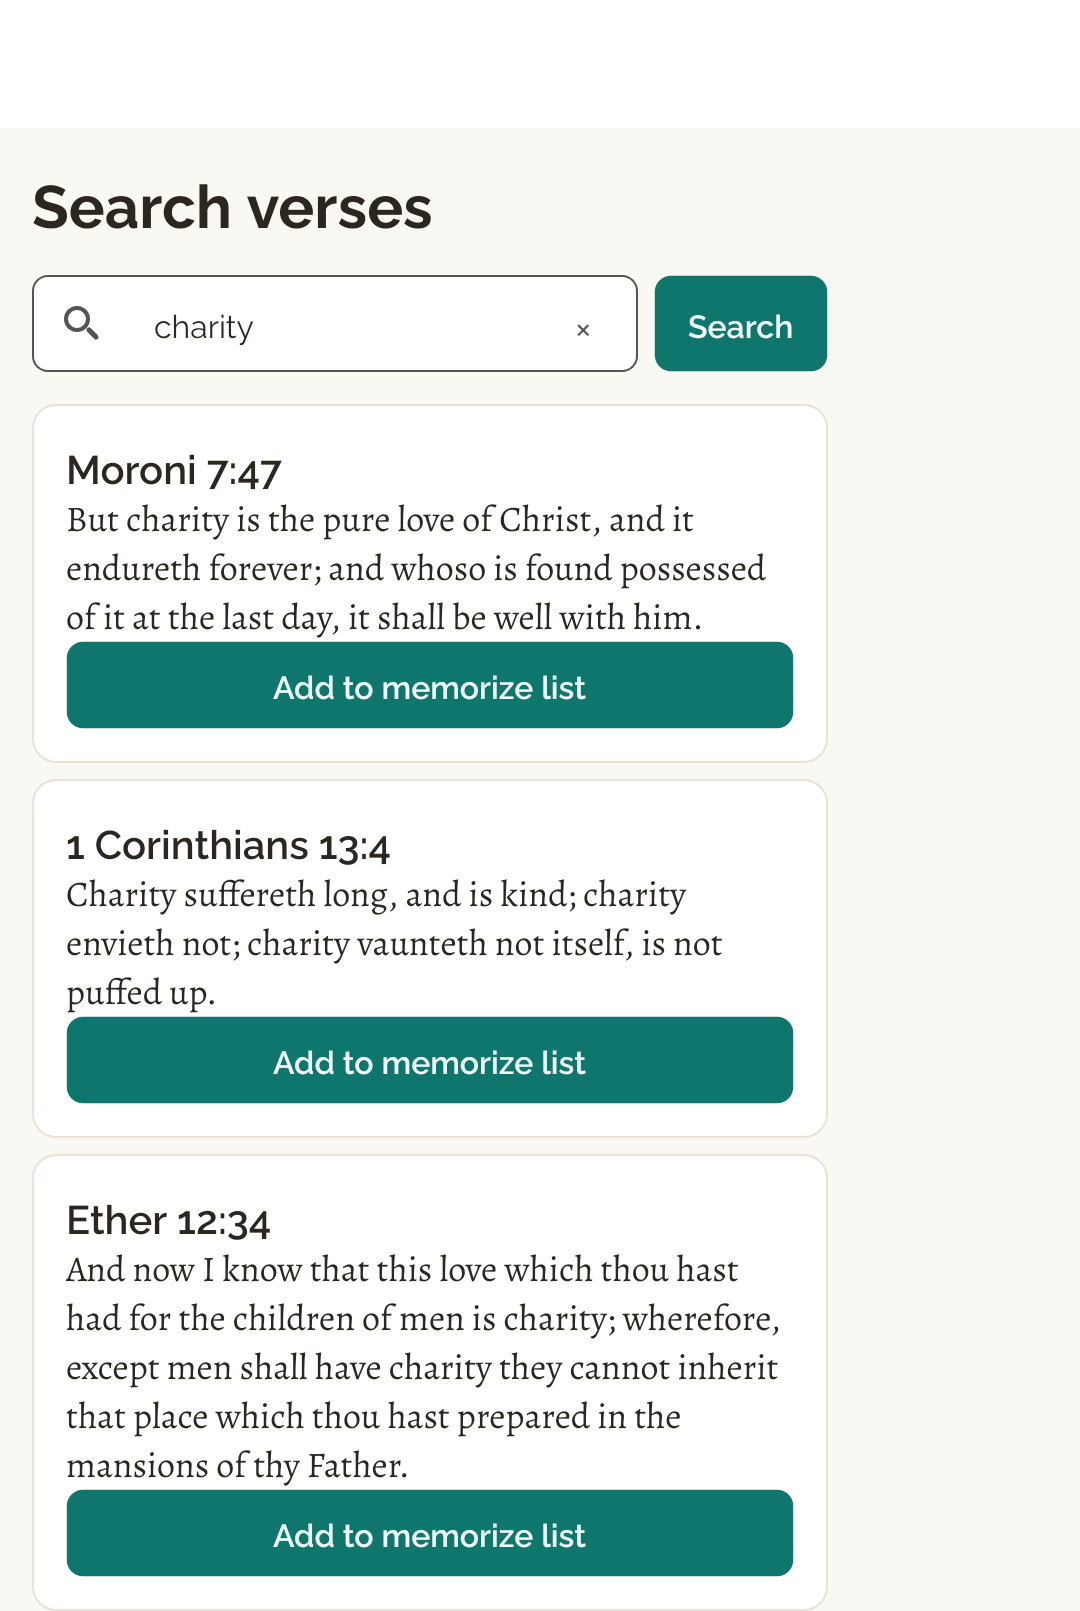 Search verses
charity ×
Search
Moroni 7:47
But charity is the pure love of Christ, and it
endureth forever; and whoso is found possessed
of it at the last day, it shall be well with him.
Add to memorize list
1 Corinthians 13:4
Charity suffereth long, and is kind; charity
envieth not; charity vaunteth not itself, is not
puffed up.
Add to memorize list
Ether 12:34
And now I know that this love which thou hast
had for the children of men is charity; wherefore,
except men shall have charity they cannot inherit
that place which thou hast prepared in the
mansions of thy Father.
Add to memorize list